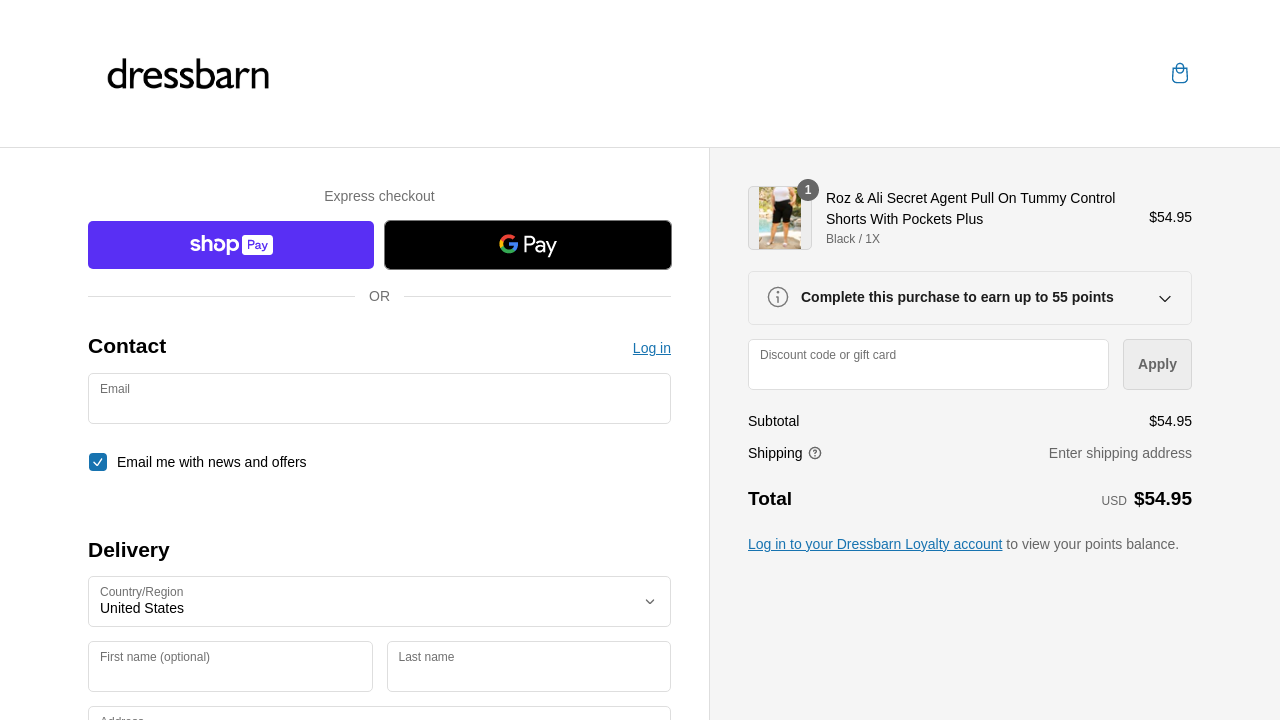 dressbarn
Express checkout
shop Pay
G Pay
OR
Contact
Log in
Email
Email me with news and offers
Delivery
Country/Region
United States
First name (optional)
Last name
Address
1
Roz & Ali Secret Agent Pull On Tummy Control
Shorts With Pockets Plus
Black / 1X
$54.95
Complete this purchase to earn up to 55 points
Discount code or gift card
Apply
Subtotal
$54.95
Shipping
Enter shipping address
Total
USD $54.95
Log in to your Dressbarn Loyalty account to view your points balance.